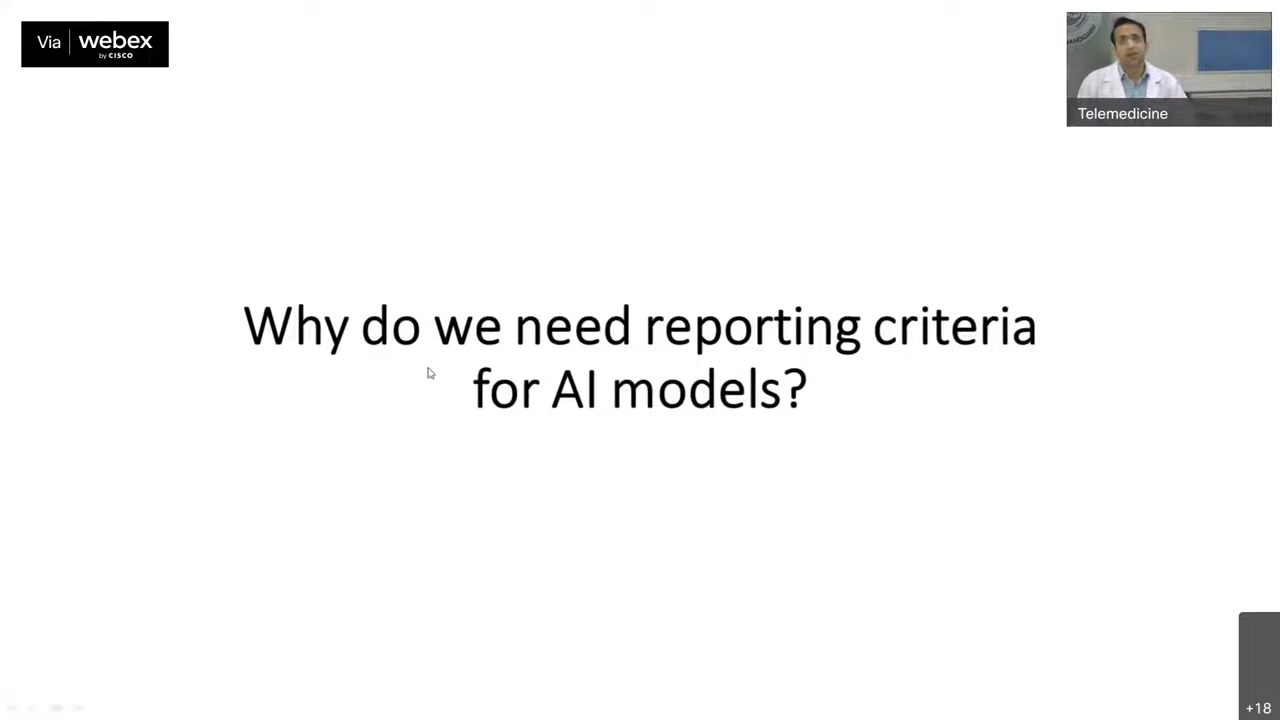 Via | webex
by CISCO
Telemedicine
Why do we need reporting criteria
for AI models?
+18